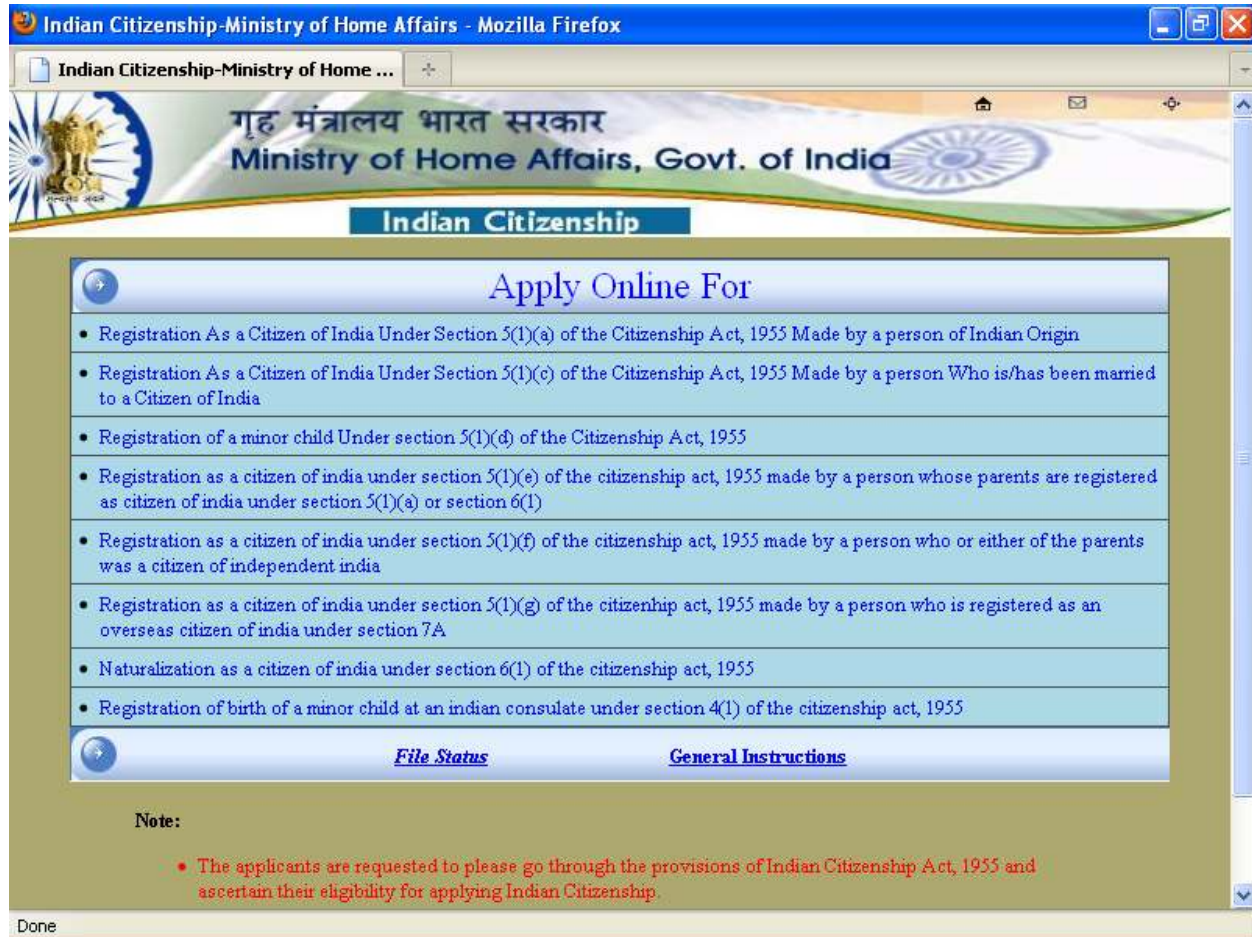 Indian Citizenship-Ministry of Home Affairs - Mozilla Firefox
Indian Citizenship-Ministry of Home ...
गृह मंत्रालय भारत सरकार
Ministry of Home Affairs, Govt. of India
Indian Citizenship
Apply Online For
• Registration As a Citizen of India Under Section 5(1)(a) of the Citizenship Act, 1955 Made by a person of Indian Origin
• Registration As a Citizen of India Under Section 5(1)(c) of the Citizenship Act, 1955 Made by a person Who is/has been married
to a Citizen of India
• Registration of a minor child Under section 5(1)(d) of the Citizenship Act, 1955
• Registration as a citizen of india under section 5(1)(e) of the citizenship act, 1955 made by a person whose parents are registered
as citizen of india under section 5(1)(a) or section 6(1)
• Registration as a citizen of india under section 5(1)(f) of the citizenship act, 1955 made by a person who or either of the parents
was a citizen of independent india
• Registration as a citizen of india under section 5(1)(g) of the citizenhip act, 1955 made by a person who is registered as an
overseas citizen of india under section 7A
• Naturalization as a citizen of india under section 6(1) of the citizenship act, 1955
• Registration of birth of a minor child at an indian consulate under section 4(1) of the citizenship act, 1955
File Status General Instructions
Note:
• The applicants are requested to please go through the provisions of Indian Citizenship Act, 1955 and
ascertain their eligibility for applying Indian Citizenship.
Done